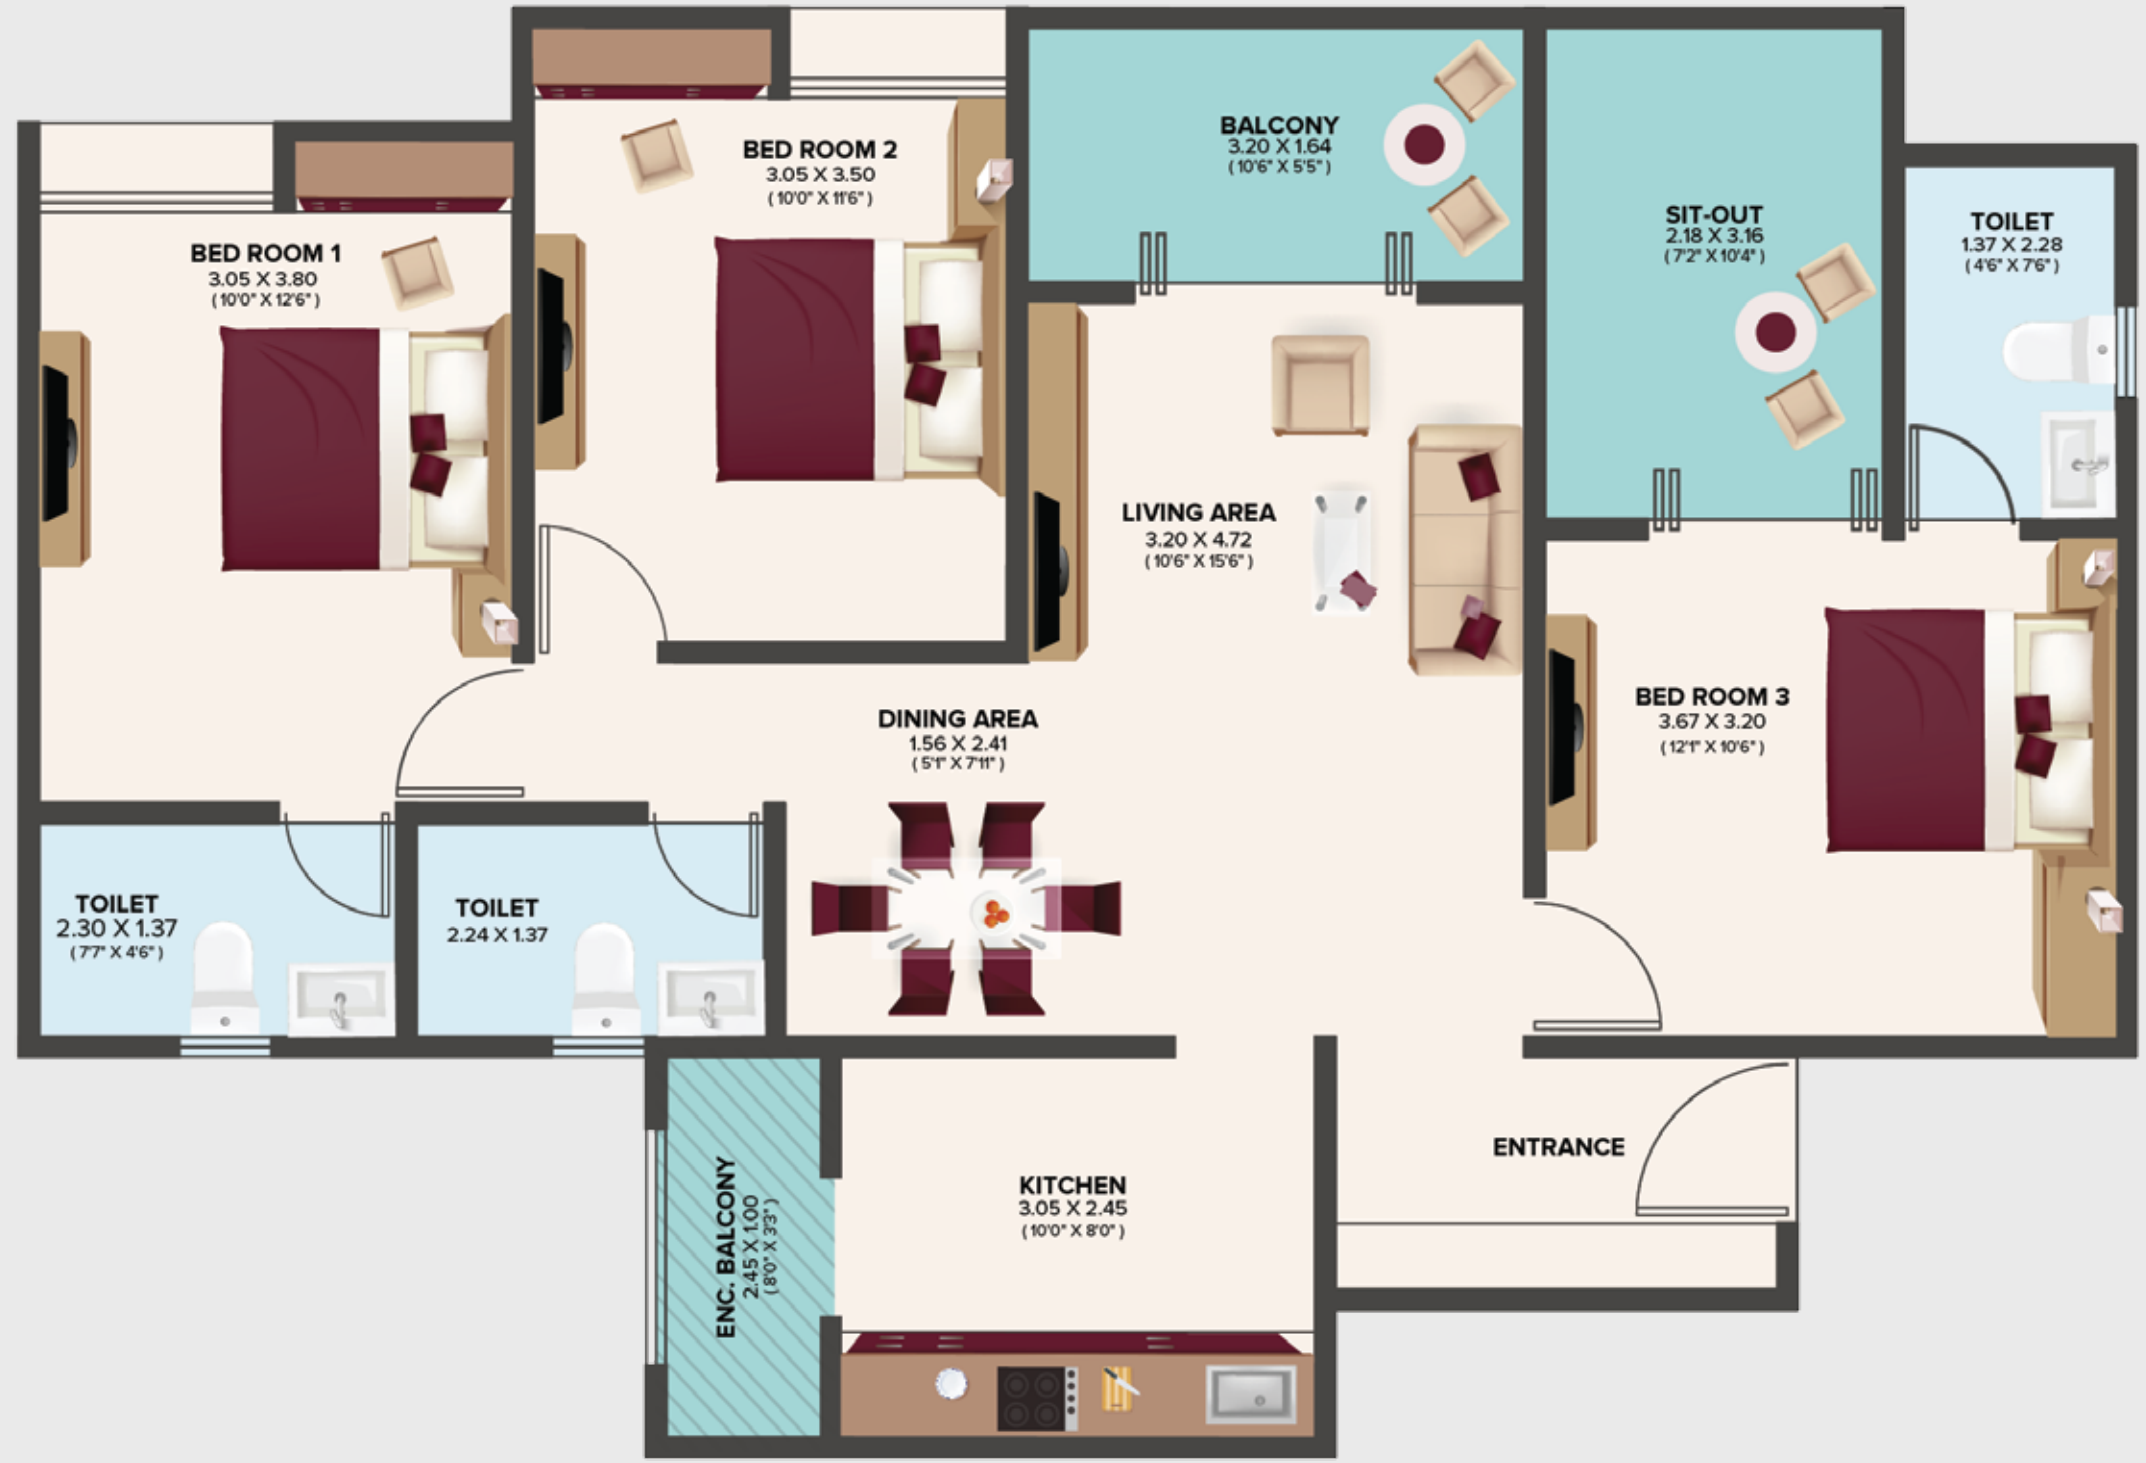 BED ROOM 1
3.05 X 3.80
( 10'0" X 12'6" )
BED ROOM 2
3.05 X 3.50
( 10'0" X 11'6" )
BALCONY
3.20 X 1.64
( 10'6" X 5'5" )
SIT-OUT
2.18 X 3.16
( 7'2" X 10'4" )
TOILET
1.37 X 2.28
( 4'6" X 7'6" )
LIVING AREA
3.20 X 4.72
( 10'6" X 15'6" )
DINING AREA
1.56 X 2.41
( 5'1" X 7'11" )
BED ROOM 3
3.67 X 3.20
( 12'1" X 10'6" )
TOILET
2.30 X 1.37
( 7'7" X 4'6" )
TOILET
2.24 X 1.37
ENC. BALCONY
2.45 X 1.00
( 8'0" X 3'3" )
KITCHEN
3.05 X 2.45
( 10'0" X 8'0" )
ENTRANCE